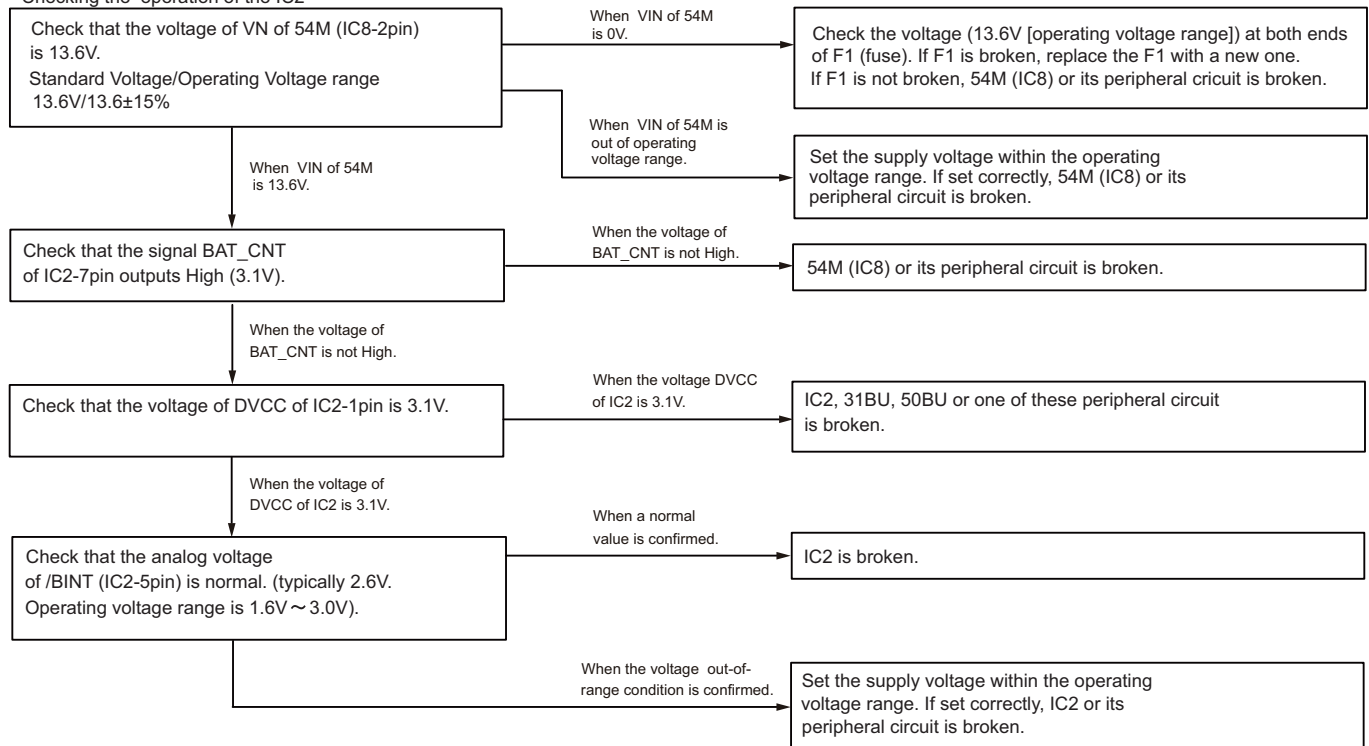 Checking the operation of the IC2
Check that the voltage of VN of 54M (IC8-2pin)
is 13.6V.
Standard Voltage/Operating Voltage range
13.6V/13.6±15%
When VIN of 54M
is 0V.
Check the voltage (13.6V [operating voltage range]) at both ends
of F1 (fuse). If F1 is broken, replace the F1 with a new one.
If F1 is not broken, 54M (IC8) or its peripheral cricuit is broken.
When VIN of 54M is
out of operating
voltage range.
Set the supply voltage within the operating
voltage range. If set correctly, 54M (IC8) or its
peripheral circuit is broken.
When VIN of 54M
is 13.6V.
Check that the signal BAT_CNT
of IC2-7pin outputs High (3.1V).
When the voltage of
BAT_CNT is not High.
54M (IC8) or its peripheral circuit is broken.
When the voltage of
BAT_CNT is not High.
Check that the voltage of DVCC of IC2-1pin is 3.1V.
When the voltage DVCC
of IC2 is 3.1V.
IC2, 31BU, 50BU or one of these peripheral circuit
is broken.
When the voltage of
DVCC of IC2 is 3.1V.
Check that the analog voltage
of /BINT (IC2-5pin) is normal. (typically 2.6V.
Operating voltage range is 1.6V～3.0V).
When a normal
value is confirmed.
IC2 is broken.
When the voltage out-of-
range condition is confirmed.
Set the supply voltage within the operating
voltage range. If set correctly, IC2 or its
peripheral circuit is broken.